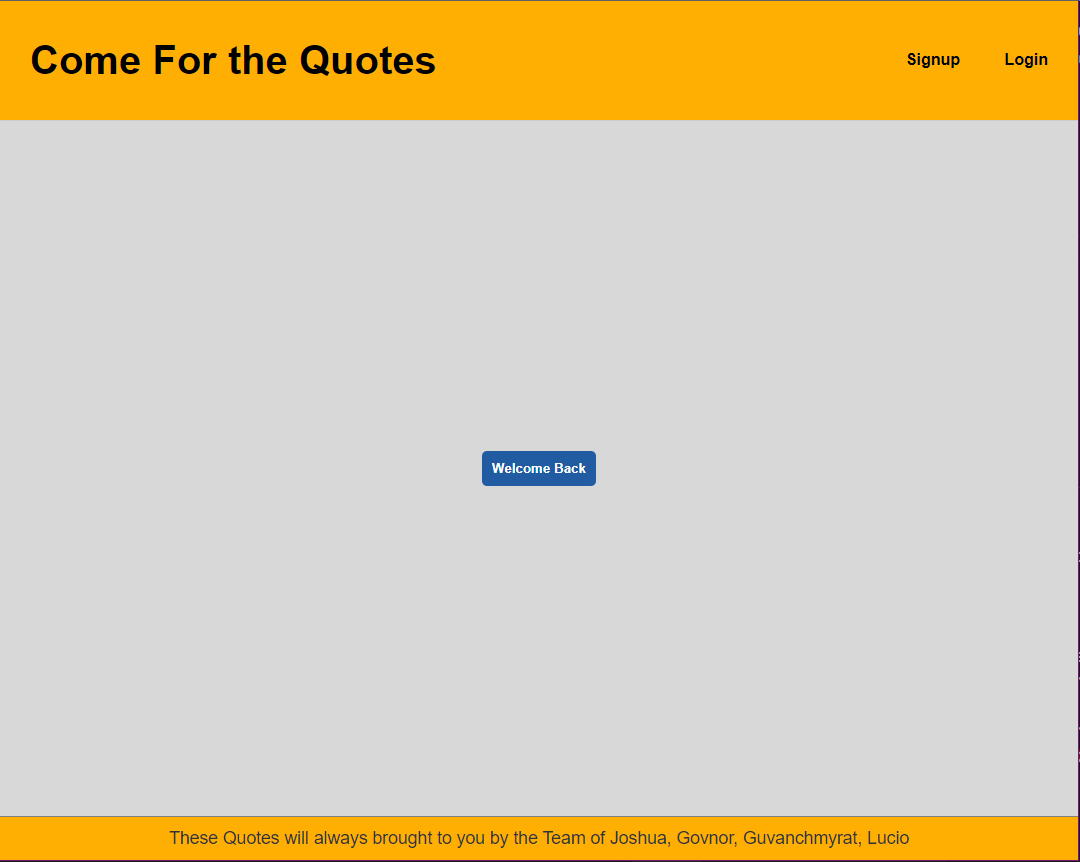 Come For the Quotes
Signup
Login
Welcome Back
These Quotes will always brought to you by the Team of Joshua, Govnor, Guvanchmyrat, Lucio